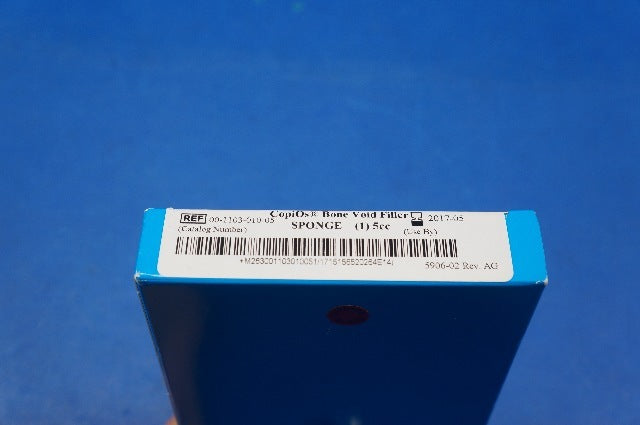 CopiOs® Bone Void Filler
REF 00-1103-010-05 2017-05
(Catalog Number) SPONGE (1) 5cc (Use By)
5906-02 Rev. AG